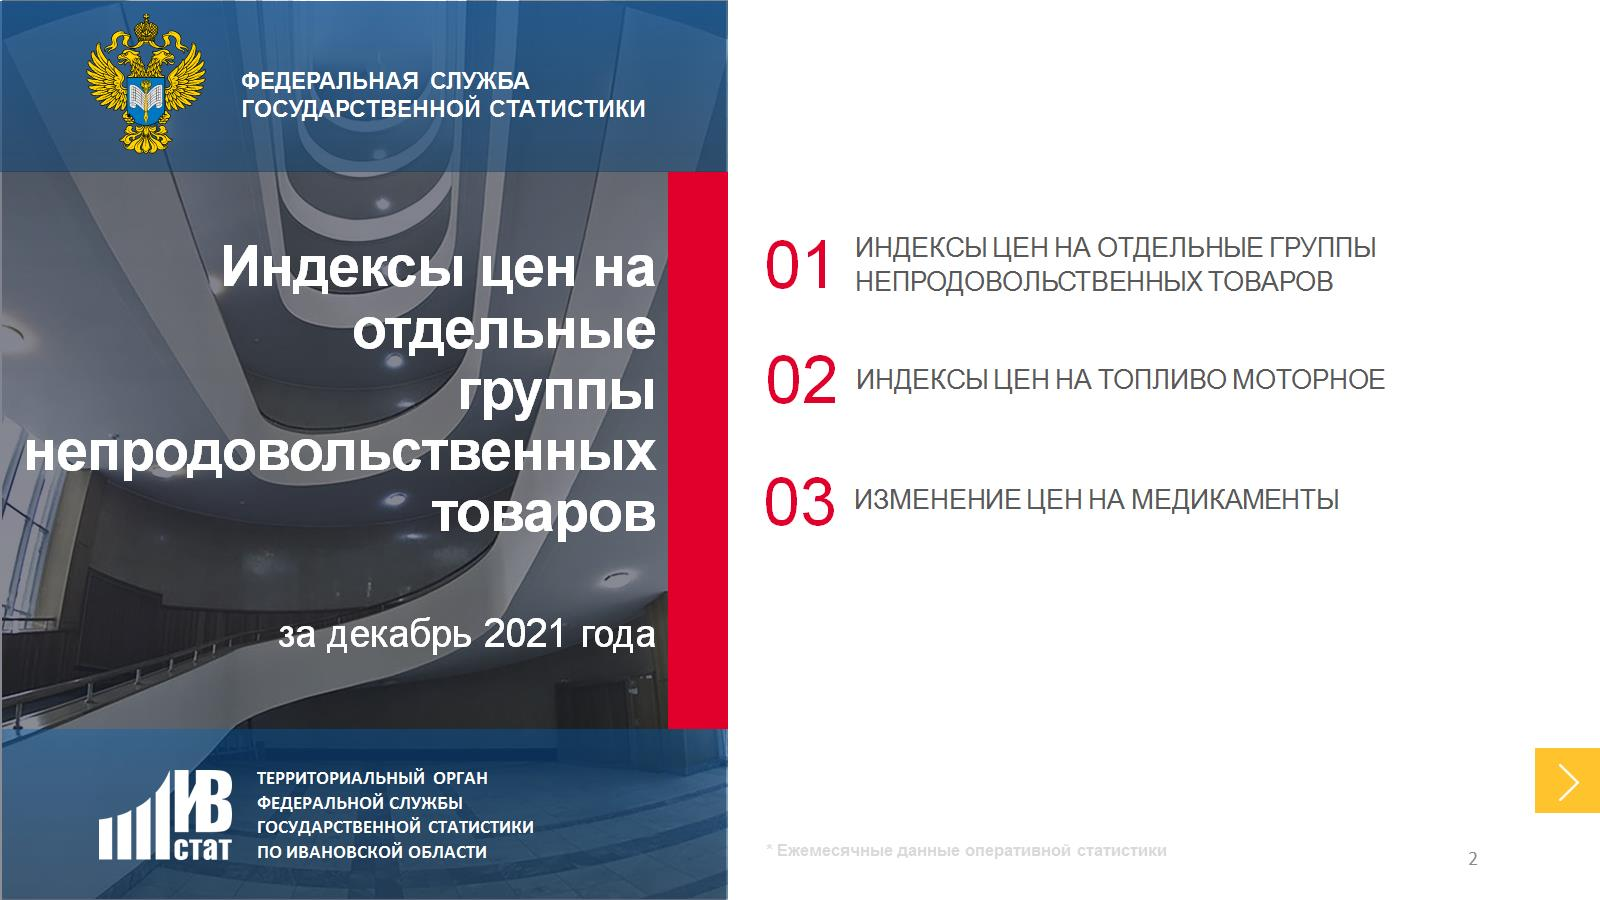 ФЕДЕРАЛЬНАЯ СЛУЖБА
ГОСУДАРСТВЕННОЙ СТАТИСТИКИ
Индексы цен на
отдельные
группы
непродовольственных
товаров
за декабрь 2021 года
ИВ
стат
ТЕРРИТОРИАЛЬНЫЙ ОРГАН
ФЕДЕРАЛЬНОЙ СЛУЖБЫ
ГОСУДАРСТВЕННОЙ СТАТИСТИКИ
ПО ИВАНОВСКОЙ ОБЛАСТИ
01 ИНДЕКСЫ ЦЕН НА ОТДЕЛЬНЫЕ ГРУППЫ
НЕПРОДОВОЛЬСТВЕННЫХ ТОВАРОВ
02 ИНДЕКСЫ ЦЕН НА ТОПЛИВО МОТОРНОЕ
03 ИЗМЕНЕНИЕ ЦЕН НА МЕДИКАМЕНТЫ
* Ежемесячные данные оперативной статистики
2